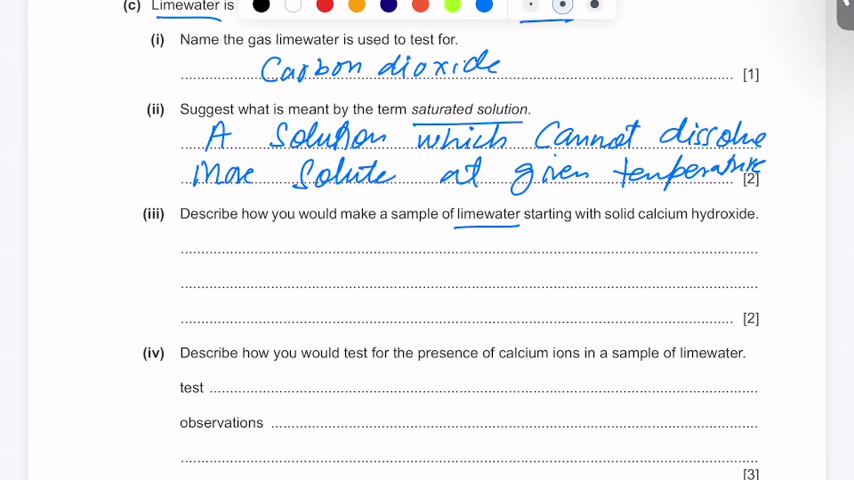 (c) Limewater is
(i) Name the gas limewater is used to test for.
Carbon dioxide
[1]
(ii) Suggest what is meant by the term saturated solution.
A solution which cannot dissolve
more solute at given temperature
[2]
(iii) Describe how you would make a sample of limewater starting with solid calcium hydroxide.
[2]
(iv) Describe how you would test for the presence of calcium ions in a sample of limewater.
test
observations
[3]